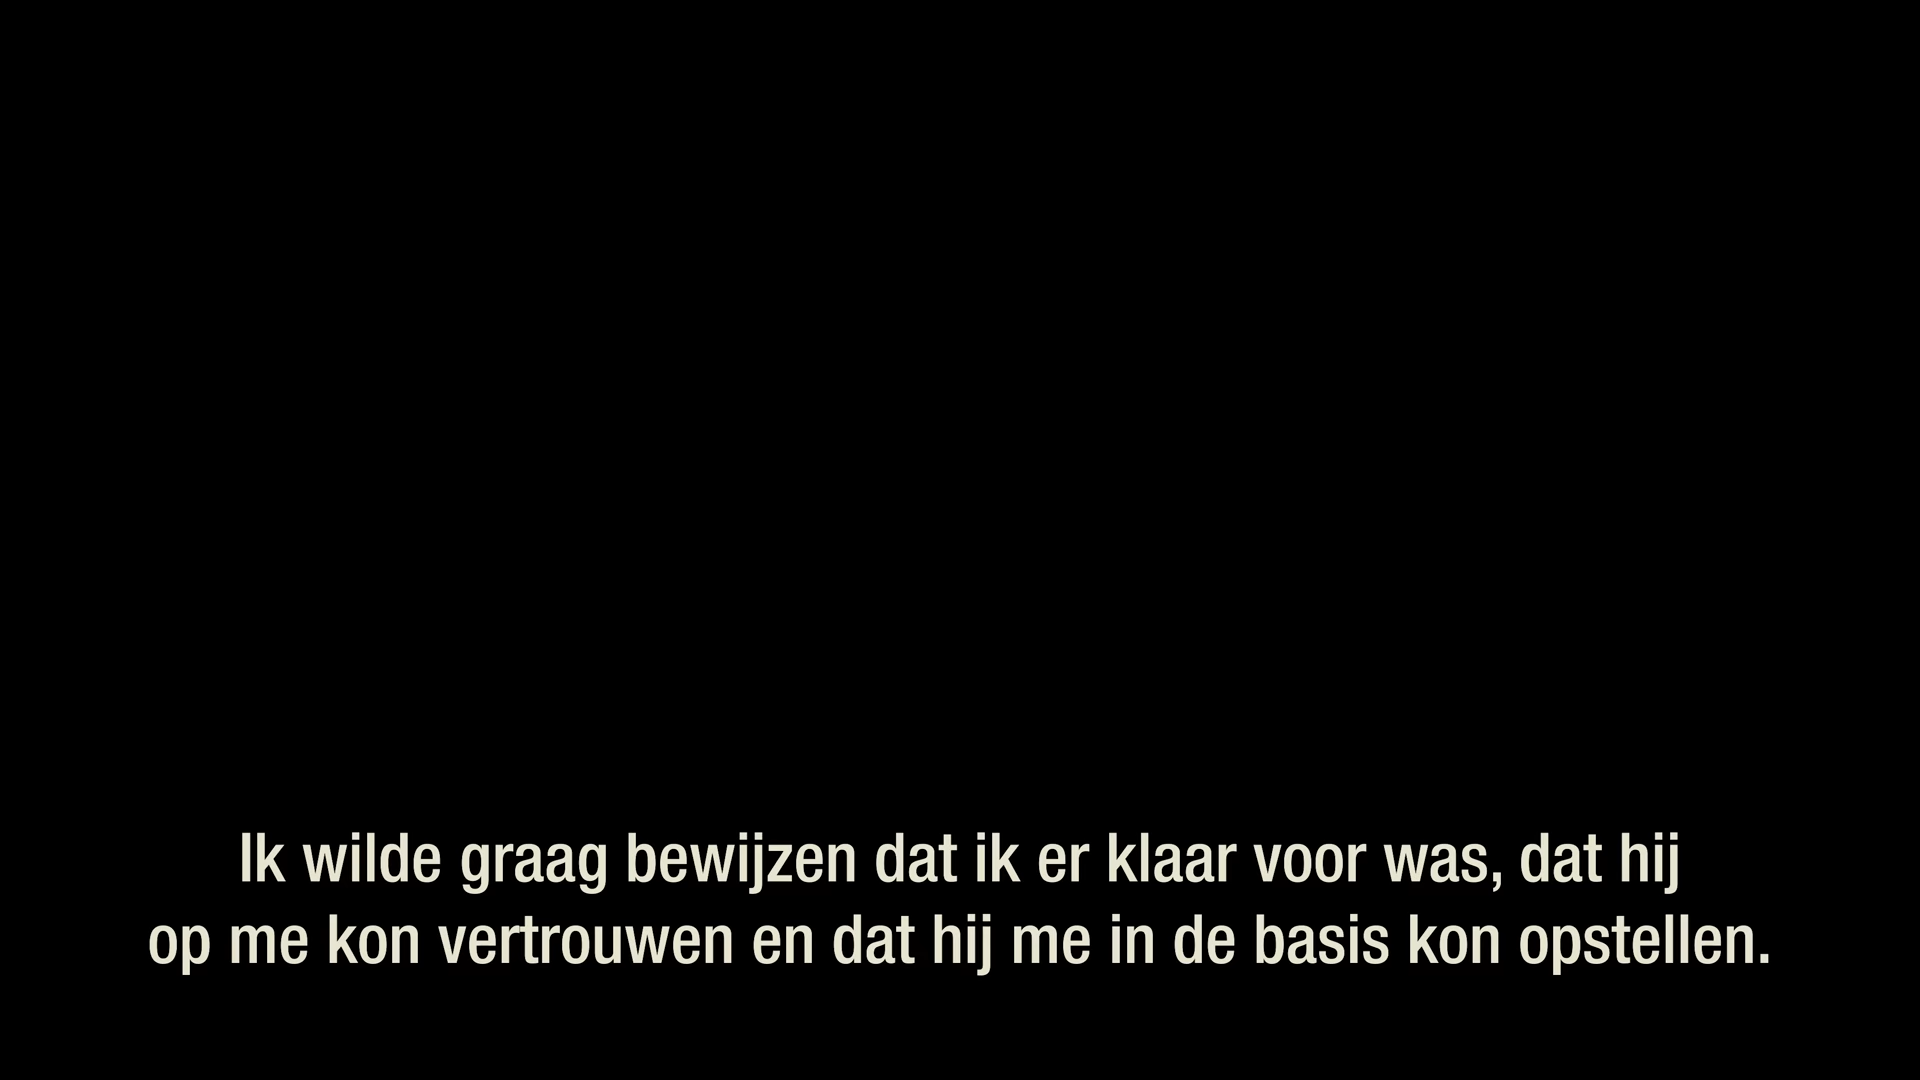 Ik wilde graag bewijzen dat ik er klaar voor was, dat hij
op me kon vertrouwen en dat hij me in de basis kon opstellen.